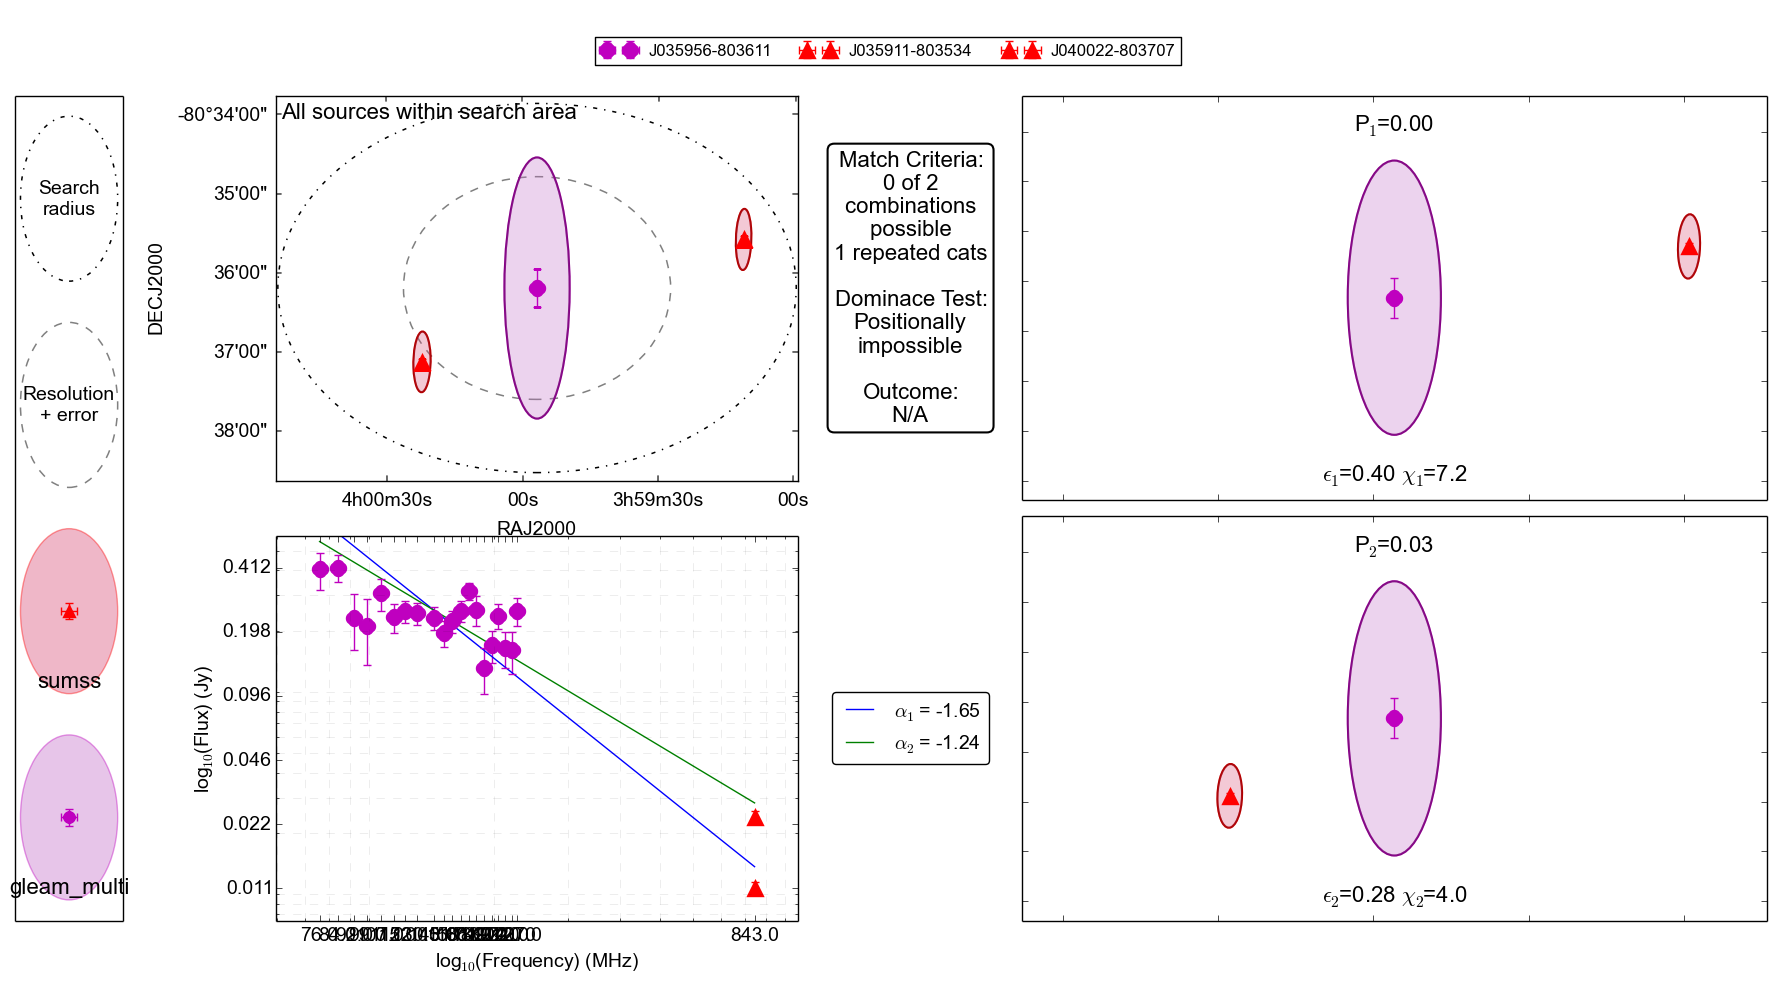 J035956-803611
J035911-803534
J040022-803707
Search
radius
Resolution
+ error
sumss
gleam_multi
All sources within search area
DECJ2000
-80°34'00"
35'00"
36'00"
37'00"
38'00"
4h00m30s
00s
3h59m30s
00s
RAJ2000
Match Criteria:
0 of 2
combinations
possible
1 repeated cats
Dominace Test:
Positionally
impossible
Outcome:
N/A
P1=0.00
ϵ1=0.40 χ1=7.2
P2=0.03
ϵ2=0.28 χ2=4.0
log10(Flux) (Jy)
0.412
0.198
0.096
0.046
0.022
0.011
843.0
log10(Frequency) (MHz)
α1 = -1.65
α2 = -1.24